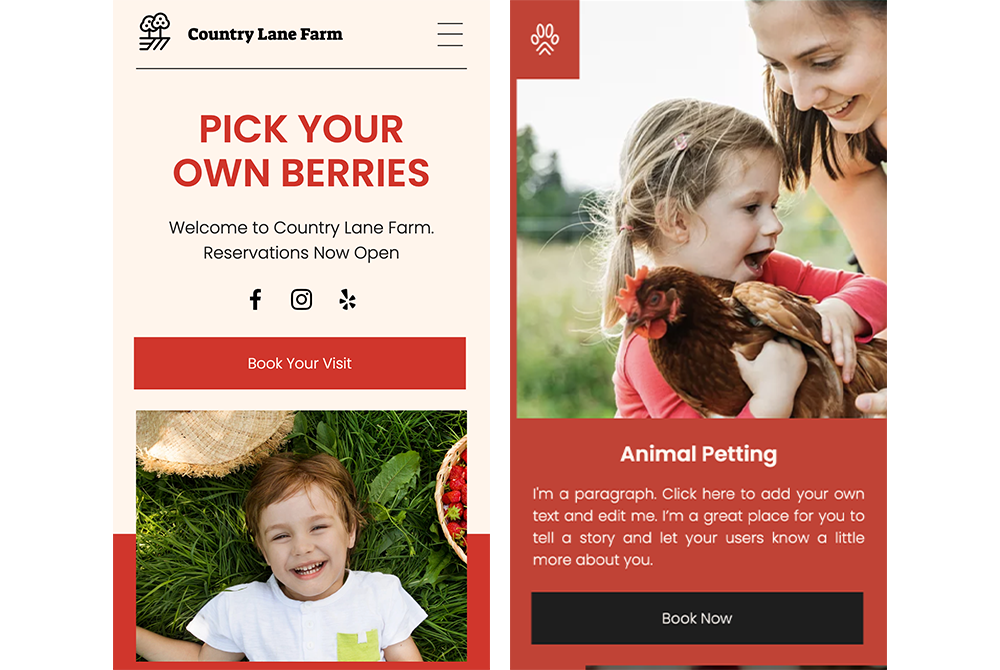 Country Lane Farm
PICK YOUR
OWN BERRIES
Welcome to Country Lane Farm.
Reservations Now Open
Book Your Visit
Animal Petting
I'm a paragraph. Click here to add your own
text and edit me. I’m a great place for you to
tell a story and let your users know a little
more about you.
Book Now